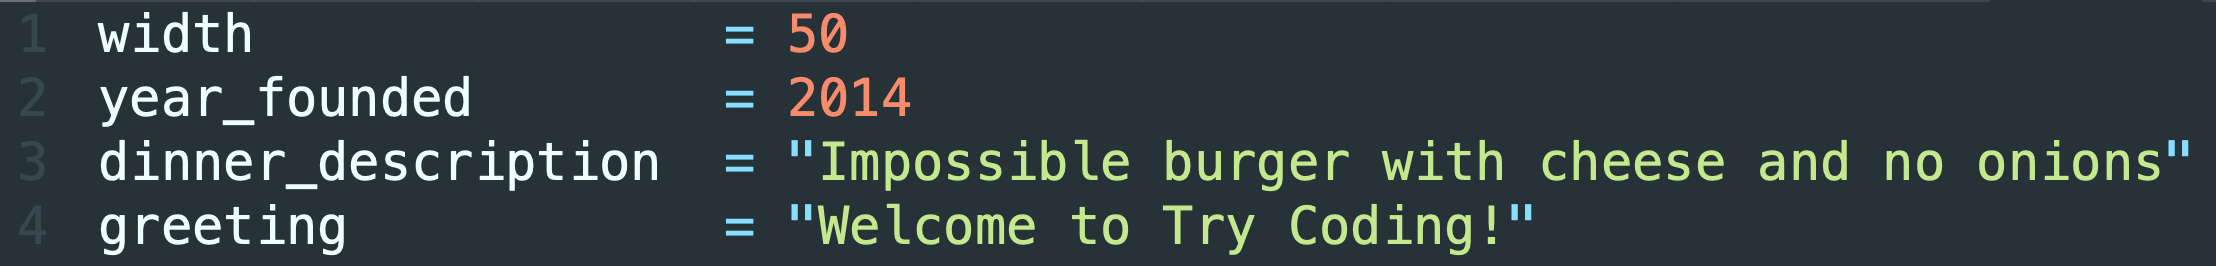 1 width = 50
2 year_founded = 2014
3 dinner_description = "Impossible burger with cheese and no onions"
4 greeting = "Welcome to Try Coding!"